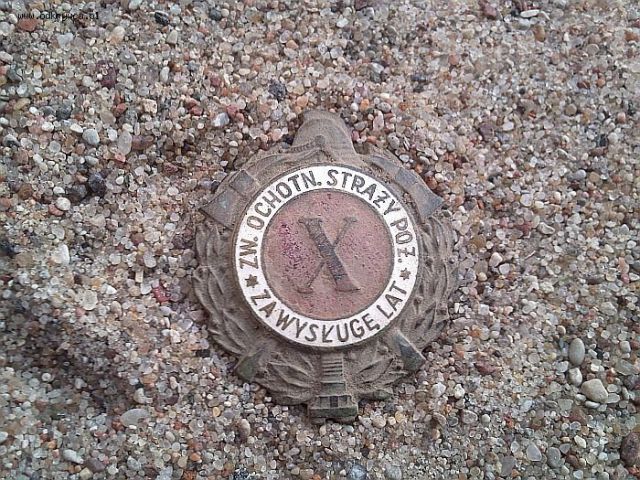 ZW. OCHOTN. STRAŻY POŻ.
X
ZA WYSŁUGĘ LAT